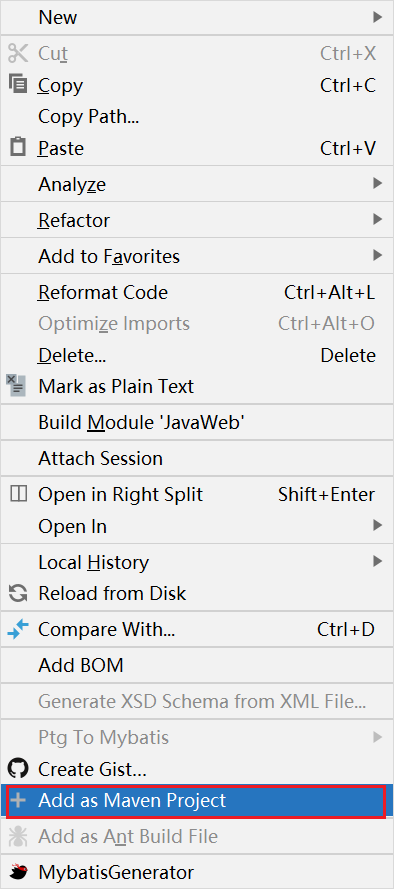 New
Cut Ctrl+X
Copy Ctrl+C
Copy Path...
Paste Ctrl+V
Analyze
Refactor
Add to Favorites
Reformat Code Ctrl+Alt+L
Optimize Imports Ctrl+Alt+O
Delete... Delete
Mark as Plain Text
Build Module 'JavaWeb'
Attach Session
Open in Right Split Shift+Enter
Open In
Local History
Reload from Disk
Compare With... Ctrl+D
Add BOM
Generate XSD Schema from XML File...
Ptg To Mybatis
Create Gist...
Add as Maven Project
Add as Ant Build File
MybatisGenerator